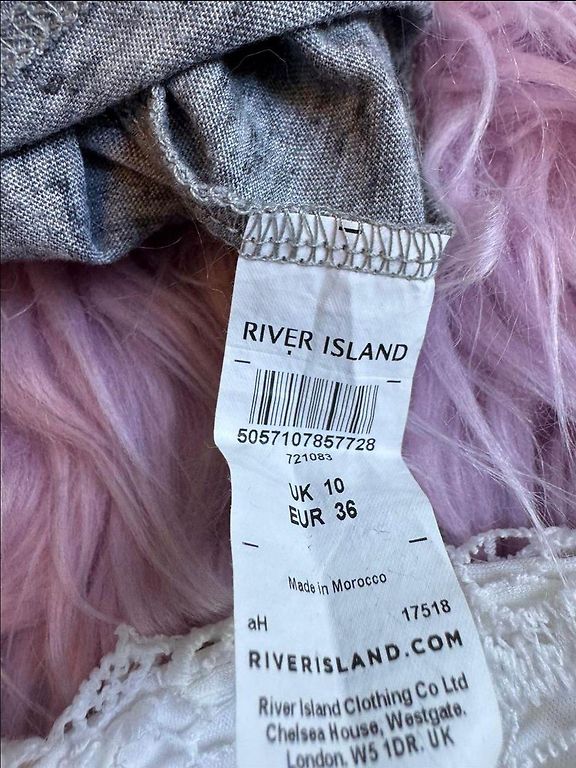 RIVER ISLAND
5057107857728
721083
UK 10
EUR 36
Made in Morocco
aH 17518
RIVERISLAND.COM
River Island Clothing Co Ltd
Chelsea House, Westgate,
London. W5 1DR. UK